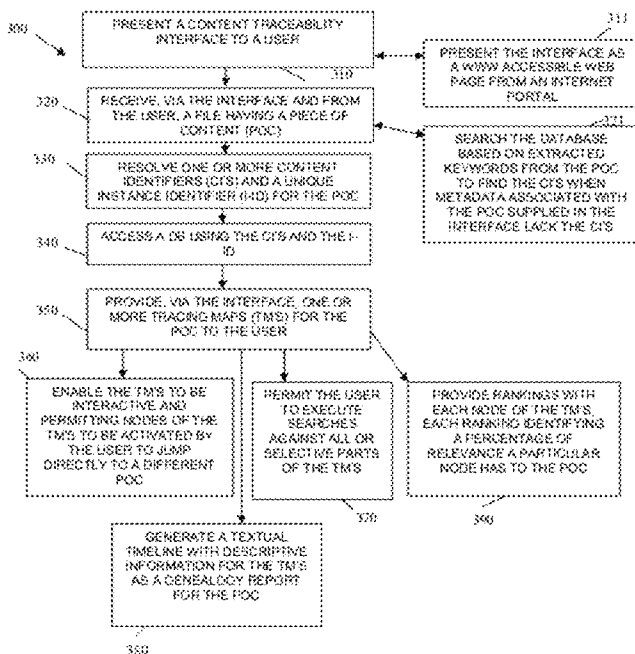 300
PRESENT A CONTENT TRACEABILITY
INTERFACE TO A USER
310
311
PRESENT THE INTERFACE AS
A WWW ACCESSIBLE WEB
PAGE FROM AN INTERNET
PORTAL
320
RECEIVE, VIA THE INTERFACE AND FROM
THE USER, A FILE HAVING A PIECE OF
CONTENT (POC)
321
SEARCH THE DATABASE
BASED ON EXTRACTED
KEYWORDS FROM THE POC
TO FIND THE CI'S WHEN
METADATA ASSOCIATED WITH
THE POC SUPPLIED IN THE
INTERFACE LACK THE CI'S
330
RESOLVE ONE OR MORE CONTENT
IDENTIFIERS (CI'S) AND A UNIQUE
INSTANCE IDENTIFIER (I-ID) FOR THE POC
340
ACCESS A DB USING THE CI'S AND THE I-
ID
350
PROVIDE, VIA THE INTERFACE, ONE OR
MORE TRACING MAPS (TM'S) FOR THE
POC TO THE USER
360
ENABLE THE TM'S TO BE
INTERACTIVE AND
PERMITTING NODES OF THE
TM'S TO BE ACTIVATED BY
THE USER TO JUMP
DIRECTLY TO A DIFFERENT
POC
PERMIT THE USER
TO EXECUTE
SEARCHES
AGAINST ALL OR
SELECTIVE PARTS
OF THE TM'S
370
PROVIDE RANKINGS WITH
EACH NODE OF THE TM'S,
EACH RANKING IDENTIFYING
A PERCENTAGE OF
RELEVANCE A PARTICULAR
NODE HAS TO THE POC
390
GENERATE A TEXTUAL
TIMELINE WITH DESCRIPTIVE
INFORMATION FOR THE TM'S
AS A GENEALOGY REPORT
FOR THE POC
380